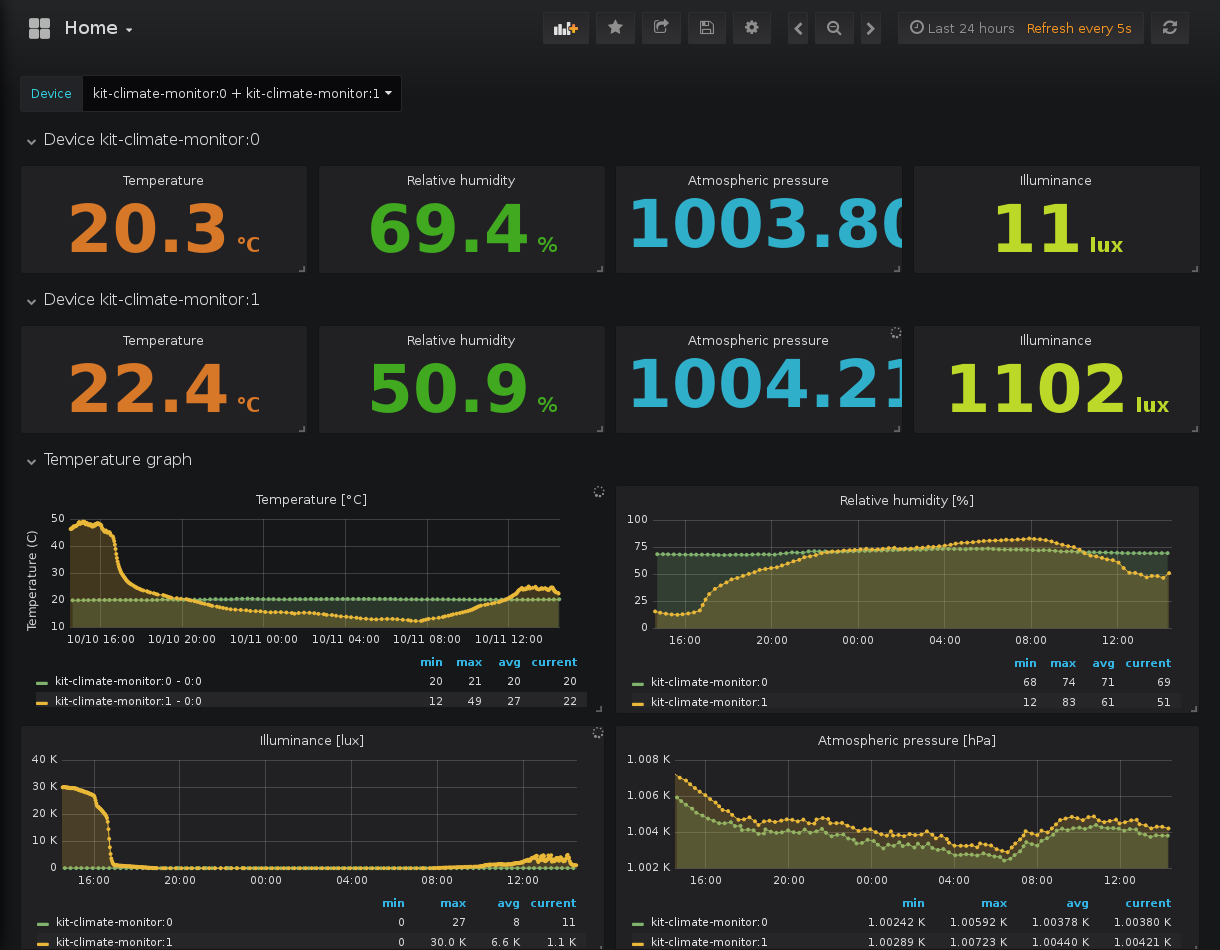 Home
Last 24 hours Refresh every 5s
Device kit-climate-monitor:0 + kit-climate-monitor:1
Device kit-climate-monitor:0
Temperature Relative humidity Atmospheric pressure Illuminance
20.3 °C 69.4 % 1003.80 11 lux
Device kit-climate-monitor:1
Temperature Relative humidity Atmospheric pressure Illuminance
22.4 °C 50.9 % 1004.21 1102 lux
Temperature graph
Temperature [°C]
Temperature (C)
50
40
30
20
10
10/10 16:00 10/10 20:00 10/11 00:00 10/11 04:00 10/11 08:00 10/11 12:00
min max avg current
kit-climate-monitor:0 - 0:0 20 21 20 20
kit-climate-monitor:1 - 0:0 12 49 27 22
Relative humidity [%]
100
75
50
25
0
16:00 20:00 00:00 04:00 08:00 12:00
min max avg current
kit-climate-monitor:0 68 74 71 69
kit-climate-monitor:1 12 83 61 51
Illuminance [lux]
40 K
30 K
20 K
10 K
0
16:00 20:00 00:00 04:00 08:00 12:00
min max avg current
kit-climate-monitor:0 0 27 8 11
kit-climate-monitor:1 0 30.0 K 6.6 K 1.1 K
Atmospheric pressure [hPa]
1.008 K
1.006 K
1.004 K
1.002 K
16:00 20:00 00:00 04:00 08:00 12:00
min max avg current
kit-climate-monitor:0 1.00242 K 1.00592 K 1.00378 K 1.00380 K
kit-climate-monitor:1 1.00289 K 1.00723 K 1.00440 K 1.00421 K